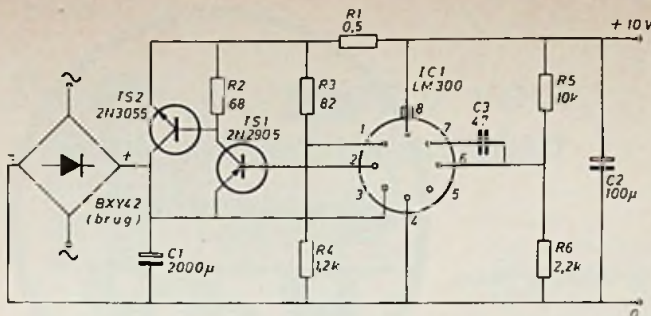 R1
0,5
+10V
IC1
LM300
R2
68
R3
82
R5
10k
TS2
2N3055
TS1
2N2905
C3
47
8
1
7
2
6
3
5
4
~
-
+
BXY42
(brug)
~
C1
2000µ
R4
1,2k
R6
2,2k
C2
100µ
0